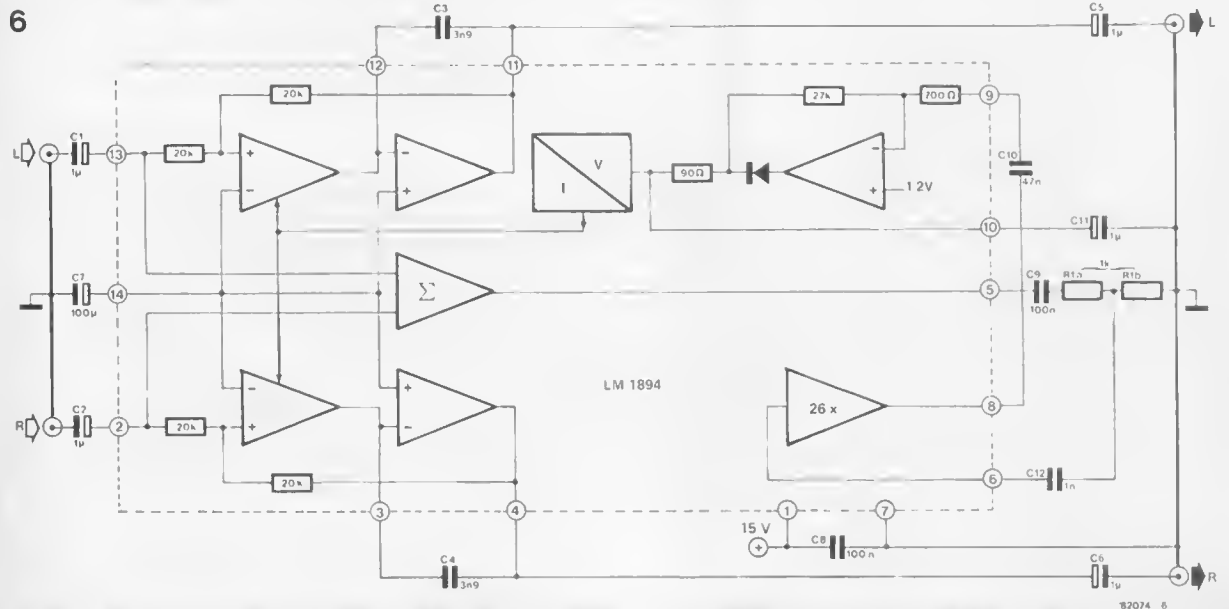 6
C3
3n9
C5
1µ
L
12
11
20k
27k
700Ω
9
L
C1
1µ
13
20k
+
−
−
+
V
I
90Ω
−
+
1 2V
C10
47n
10
C11
1µ
C7
100µ
14
Σ
5
C9
100n
1k
R1a
R1b
LM 1894
R
C2
1µ
2
20k
−
+
+
−
26 x
8
20k
6
C12
1n
3
4
1
7
15 V
+
C8
100n
C4
3n9
C6
1µ
R
82074 6